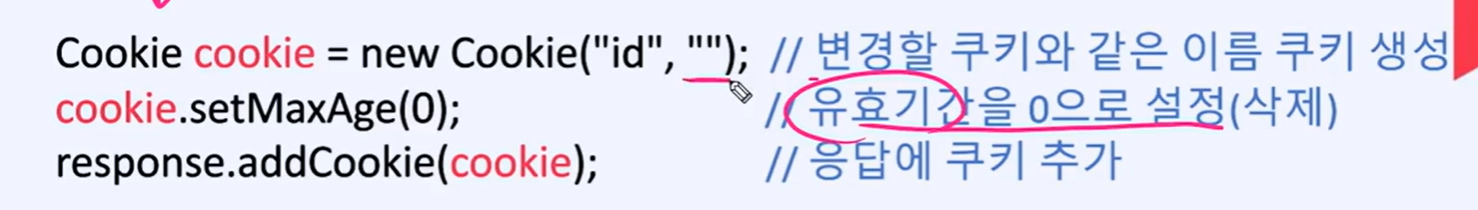 Cookie cookie = new Cookie("id", ""); // 변경할 쿠키와 같은 이름 쿠키 생성
cookie.setMaxAge(0); // 유효기간을 0으로 설정(삭제)
response.addCookie(cookie); // 응답에 쿠키 추가